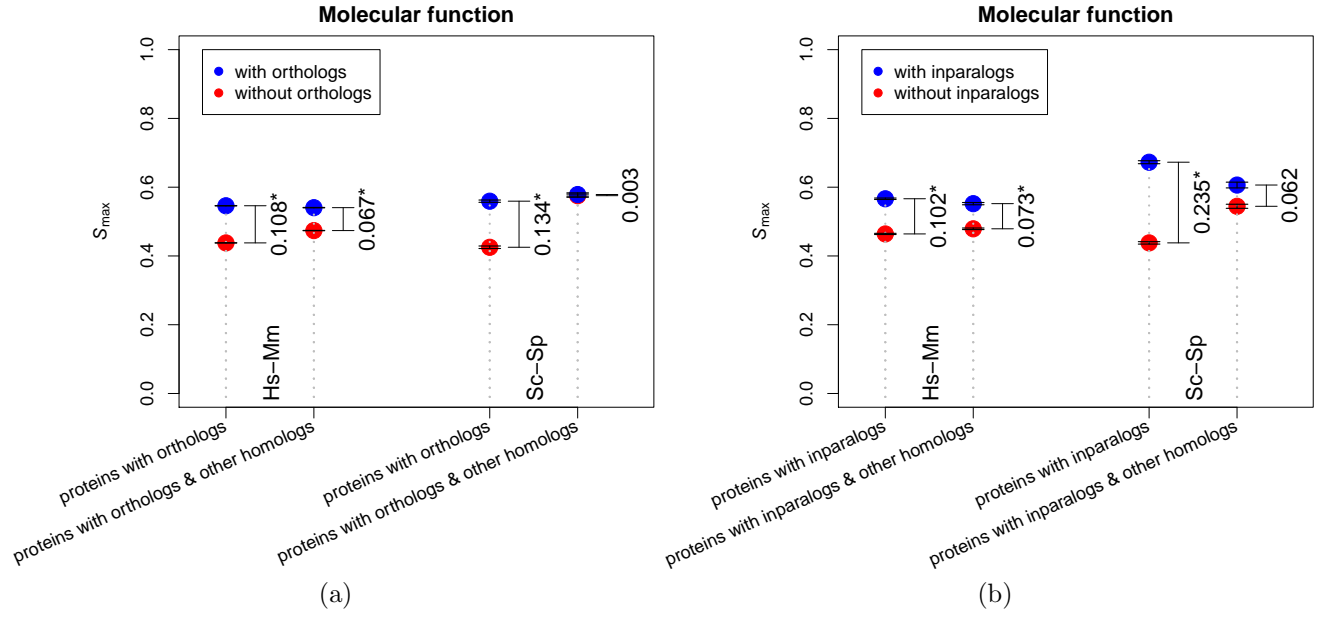 Molecular function
with orthologs
without orthologs
1.0
0.8
0.6
0.4
0.2
0.0
Smax
0.108*
0.067*
0.134*
0.003
Hs−Mm
Sc−Sp
proteins with orthologs
proteins with orthologs & other homologs
proteins with orthologs
proteins with orthologs & other homologs
(a)
Molecular function
with inparalogs
without inparalogs
1.0
0.8
0.6
0.4
0.2
0.0
Smax
0.102*
0.073*
0.235*
0.062
Hs−Mm
Sc−Sp
proteins with inparalogs
proteins with inparalogs & other homologs
proteins with inparalogs
proteins with inparalogs & other homologs
(b)